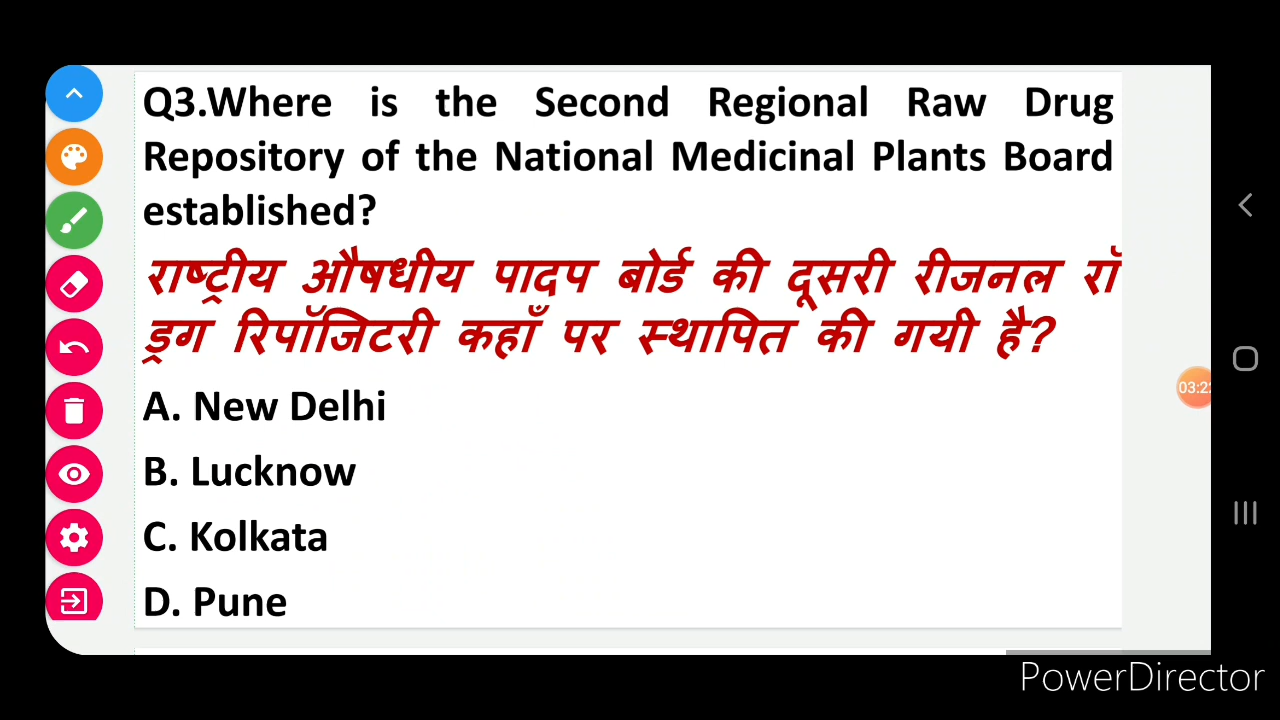 Q3.Where is the Second Regional Raw Drug
Repository of the National Medicinal Plants Board
established?
राष्ट्रीय औषधीय पादप बोर्ड की दूसरी रीजनल रॉ
ड्रग रिपॉजिटरी कहाँ पर स्थापित की गयी है?
A. New Delhi
B. Lucknow
C. Kolkata
D. Pune
PowerDirector